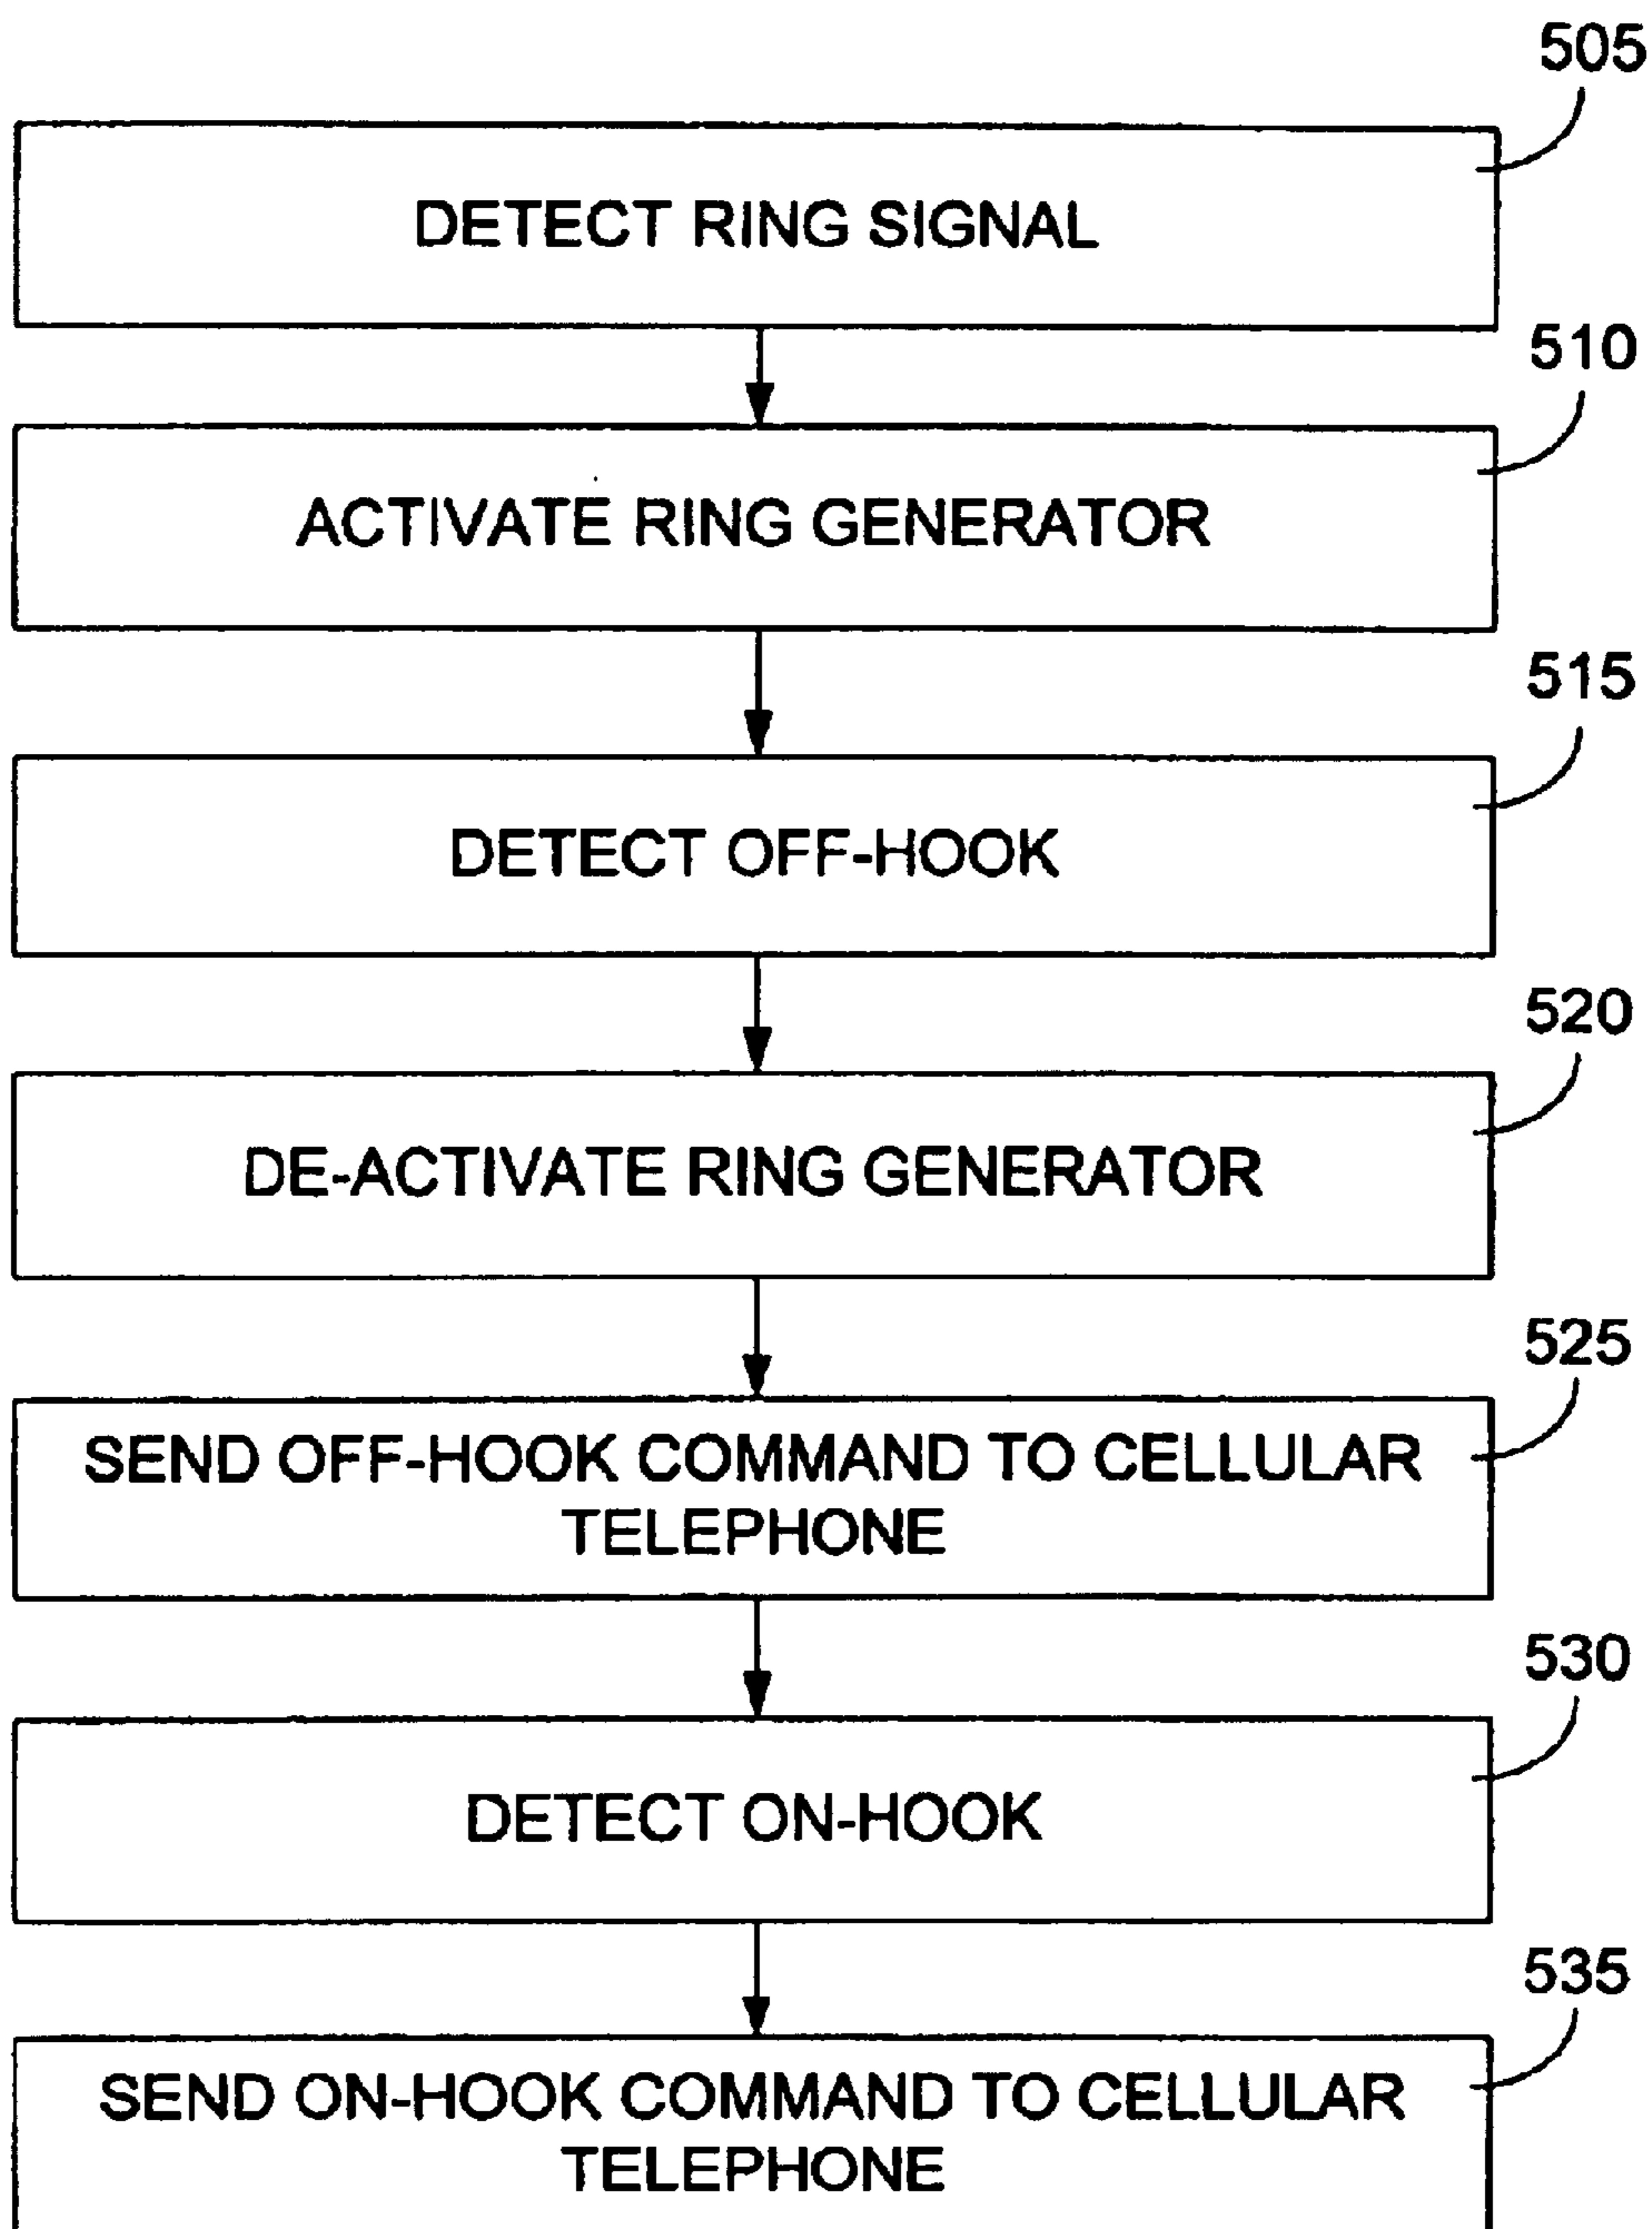 505
DETECT RING SIGNAL
510
ACTIVATE RING GENERATOR
515
DETECT OFF-HOOK
520
DE-ACTIVATE RING GENERATOR
525
SEND OFF-HOOK COMMAND TO CELLULAR
TELEPHONE
530
DETECT ON-HOOK
535
SEND ON-HOOK COMMAND TO CELLULAR
TELEPHONE